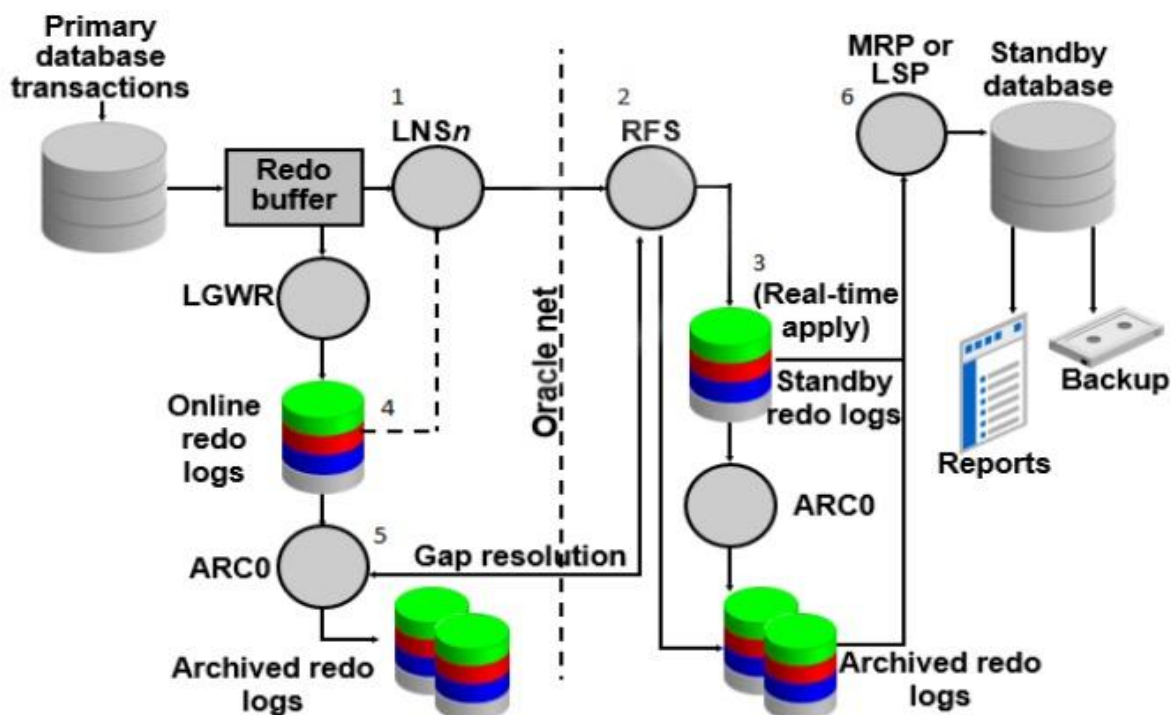 Primary
database
transactions
1
LNSn
2
RFS
MRP or
LSP
6
Standby
database
Redo
buffer
LGWR
Oracle net
3
(Real-time
apply)
Standby
redo logs
Online
redo
logs
4
Reports
Backup
ARC0
5
Gap resolution
ARC0
Archived redo
logs
Archived redo
logs